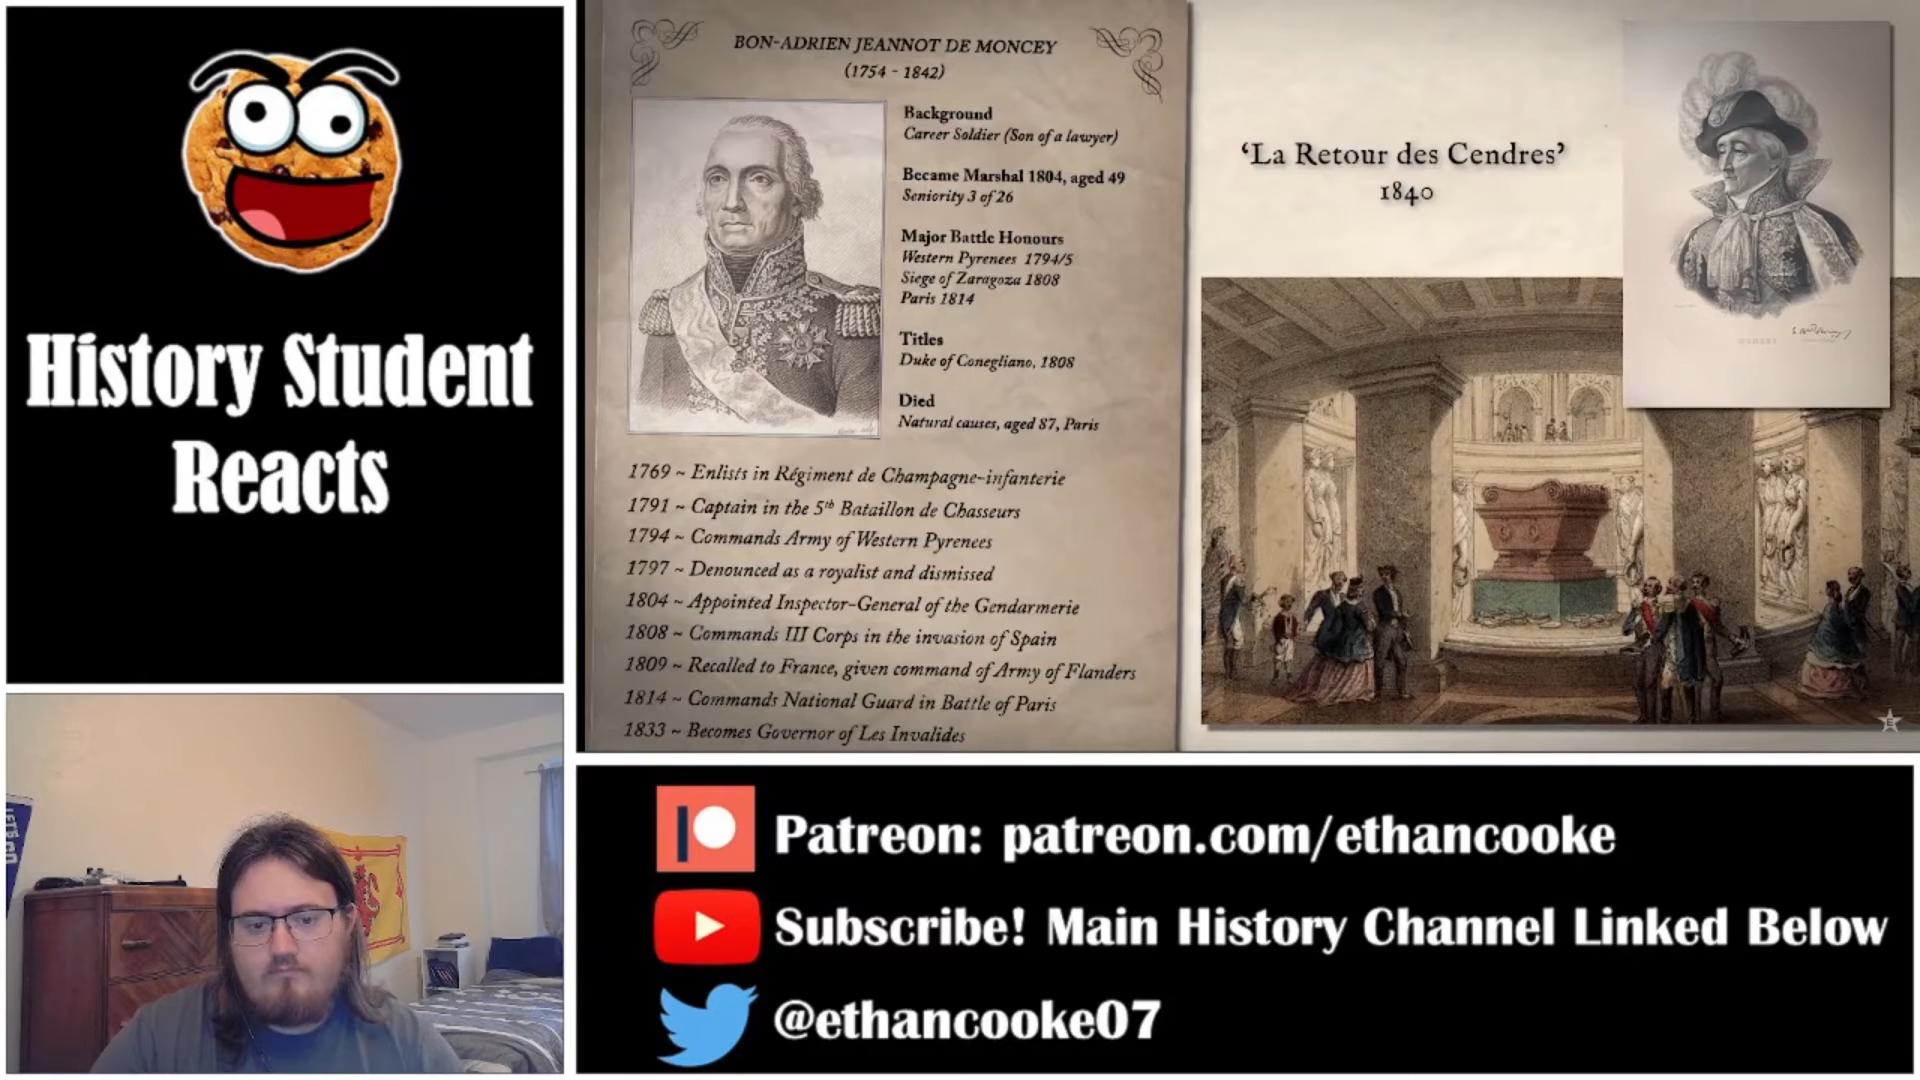 History Student
Reacts
BON-ADRIEN JEANNOT DE MONCEY
(1754 - 1842)
Background
Career Soldier (Son of a lawyer)
Became Marshal 1804, aged 49
Seniority 3 of 26
Major Battle Honours
Western Pyrenees 1794/5
Siege of Zaragoza 1808
Paris 1814
Titles
Duke of Conegliano, 1808
Died
Natural causes, aged 87, Paris
1769 ~ Enlists in Régiment de Champagne-infanterie
1791 ~ Captain in the 5th Bataillon de Chasseurs
1794 ~ Commands Army of Western Pyrenees
1797 ~ Denounced as a royalist and dismissed
1804 ~ Appointed Inspector-General of the Gendarmerie
1808 ~ Commands III Corps in the invasion of Spain
1809 ~ Recalled to France, given command of Army of Flanders
1814 ~ Commands National Guard in Battle of Paris
1833 ~ Becomes Governor of Les Invalides
‘La Retour des Cendres’
1840
MONCEY
E
LET'S GO
Patreon: patreon.com/ethancooke
Subscribe! Main History Channel Linked Below
@ethancooke07